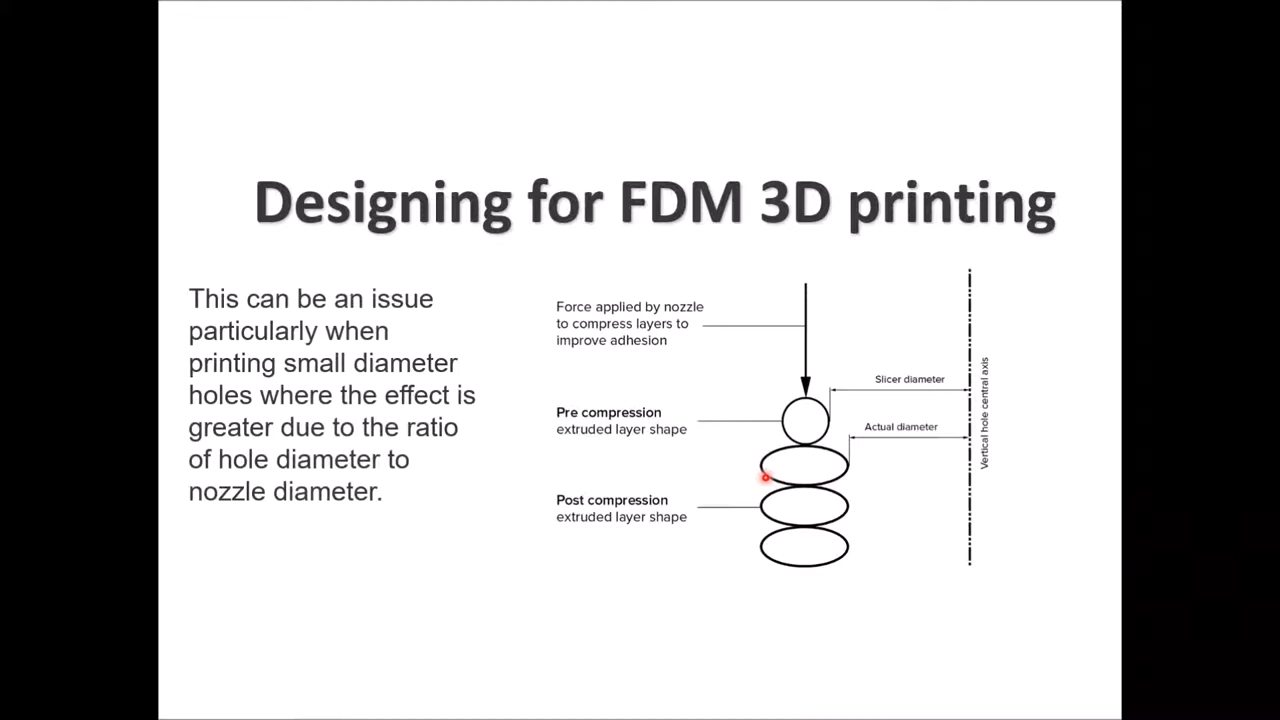 Designing for FDM 3D printing
This can be an issue
particularly when
printing small diameter
holes where the effect is
greater due to the ratio
of hole diameter to
nozzle diameter.
Force applied by nozzle
to compress layers to
improve adhesion
Pre compression
extruded layer shape
Post compression
extruded layer shape
Slicer diameter
Actual diameter
Vertical hole central axis